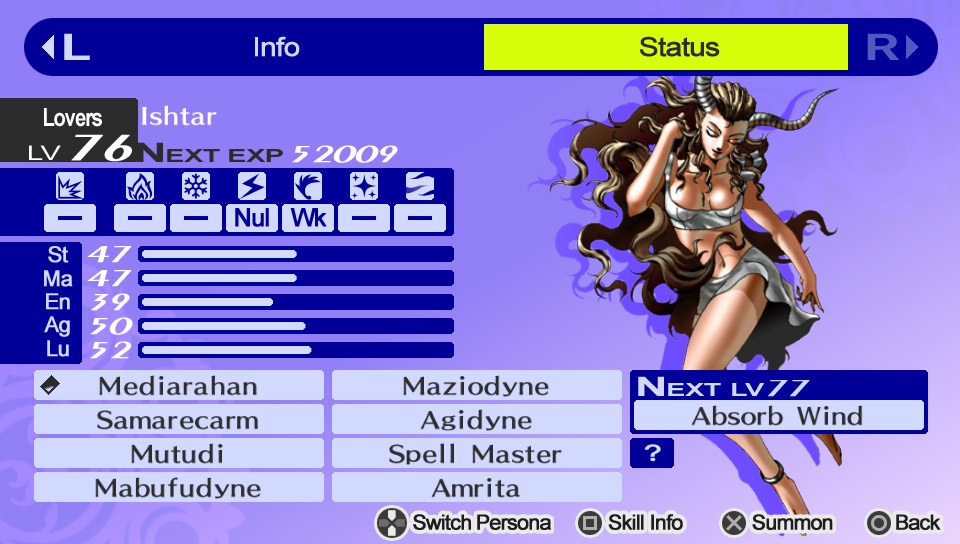 L Info Status R
Lovers Ishtar
LV 76 NEXT EXP 52009
— — — Nul Wk — —
St 47
Ma 47
En 39
Ag 50
Lu 52
Mediarahan Maziodyne NEXT LV 77
Samarecarm Agidyne Absorb Wind
Mutudi Spell Master ?
Mabufudyne Amrita
Switch Persona Skill Info Summon Back